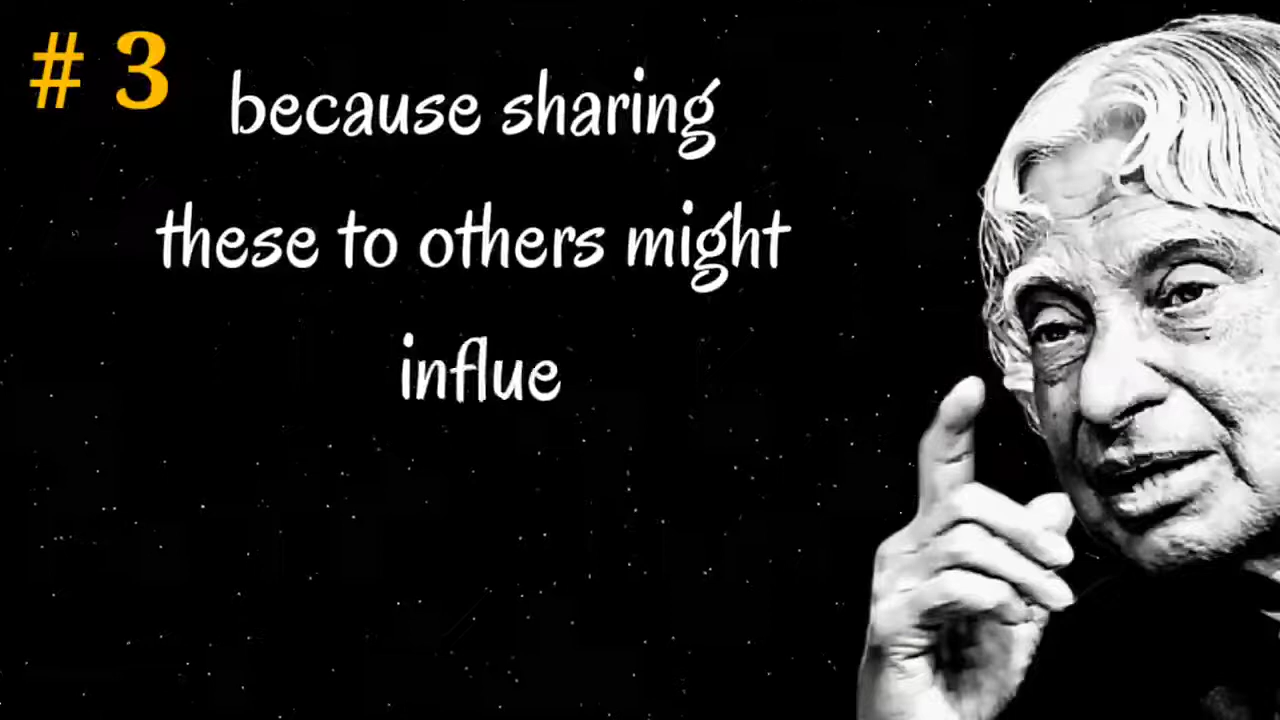 # 3
because sharing
these to others might
influe